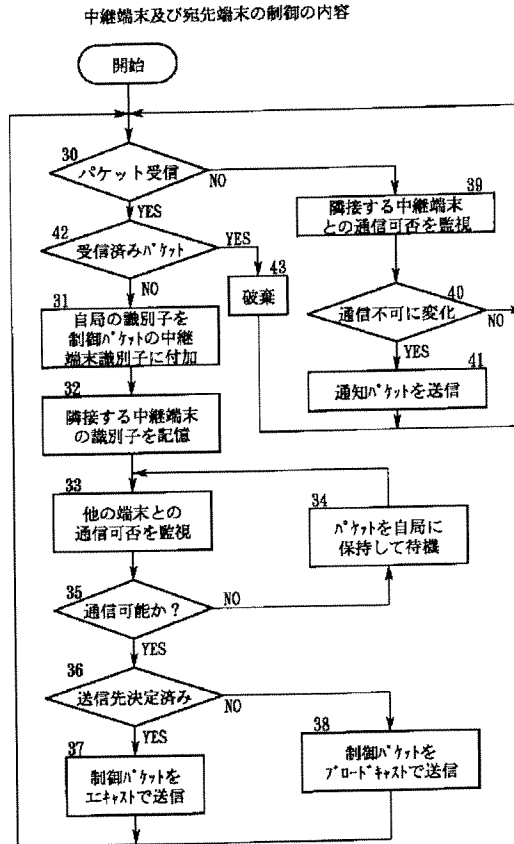 中継端末及び宛先端末の制御の内容
開始
30
パケット受信
NO
YES
39
隣接する中継端末
との通信可否を監視
42
受信済みパケット
YES
NO
43
破棄
40
通信不可に変化
NO
YES
31
自局の識別子を
制御パケットの中継
端末識別子に付加
41
通知パケットを送信
32
隣接する中継端末
の識別子を記憶
33
他の端末との
通信可否を監視
34
パケットを自局に
保持して待機
35
通信可能か？
NO
YES
36
送信先決定済み
NO
YES
37
制御パケットを
ユニキャストで送信
38
制御パケットを
ブロードキャストで送信